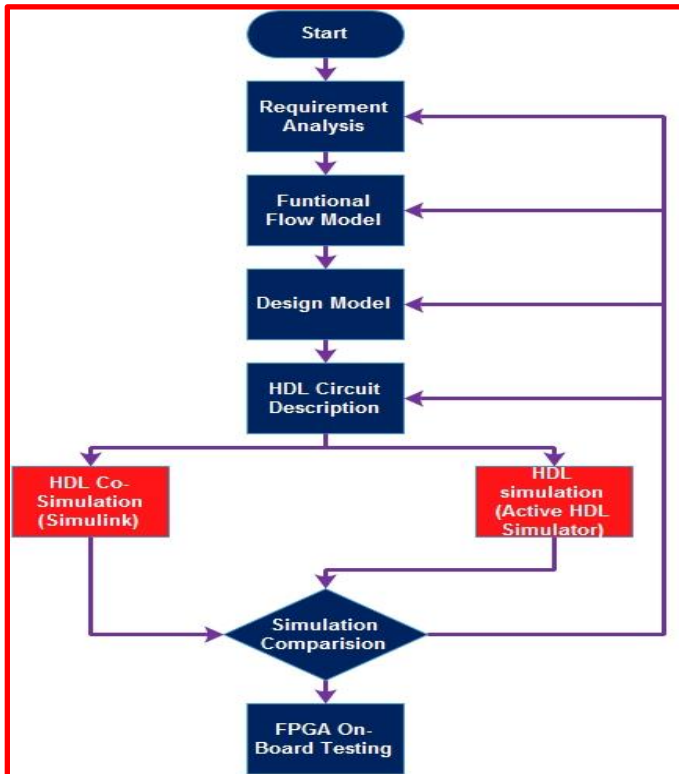 Start
Requirement
Analysis
Funtional
Flow Model
Design Model
HDL Circuit
Description
HDL Co-
Simulation
(Simulink)
HDL
simulation
(Active HDL
Simulator)
Simulation
Comparision
FPGA On-
Board Testing